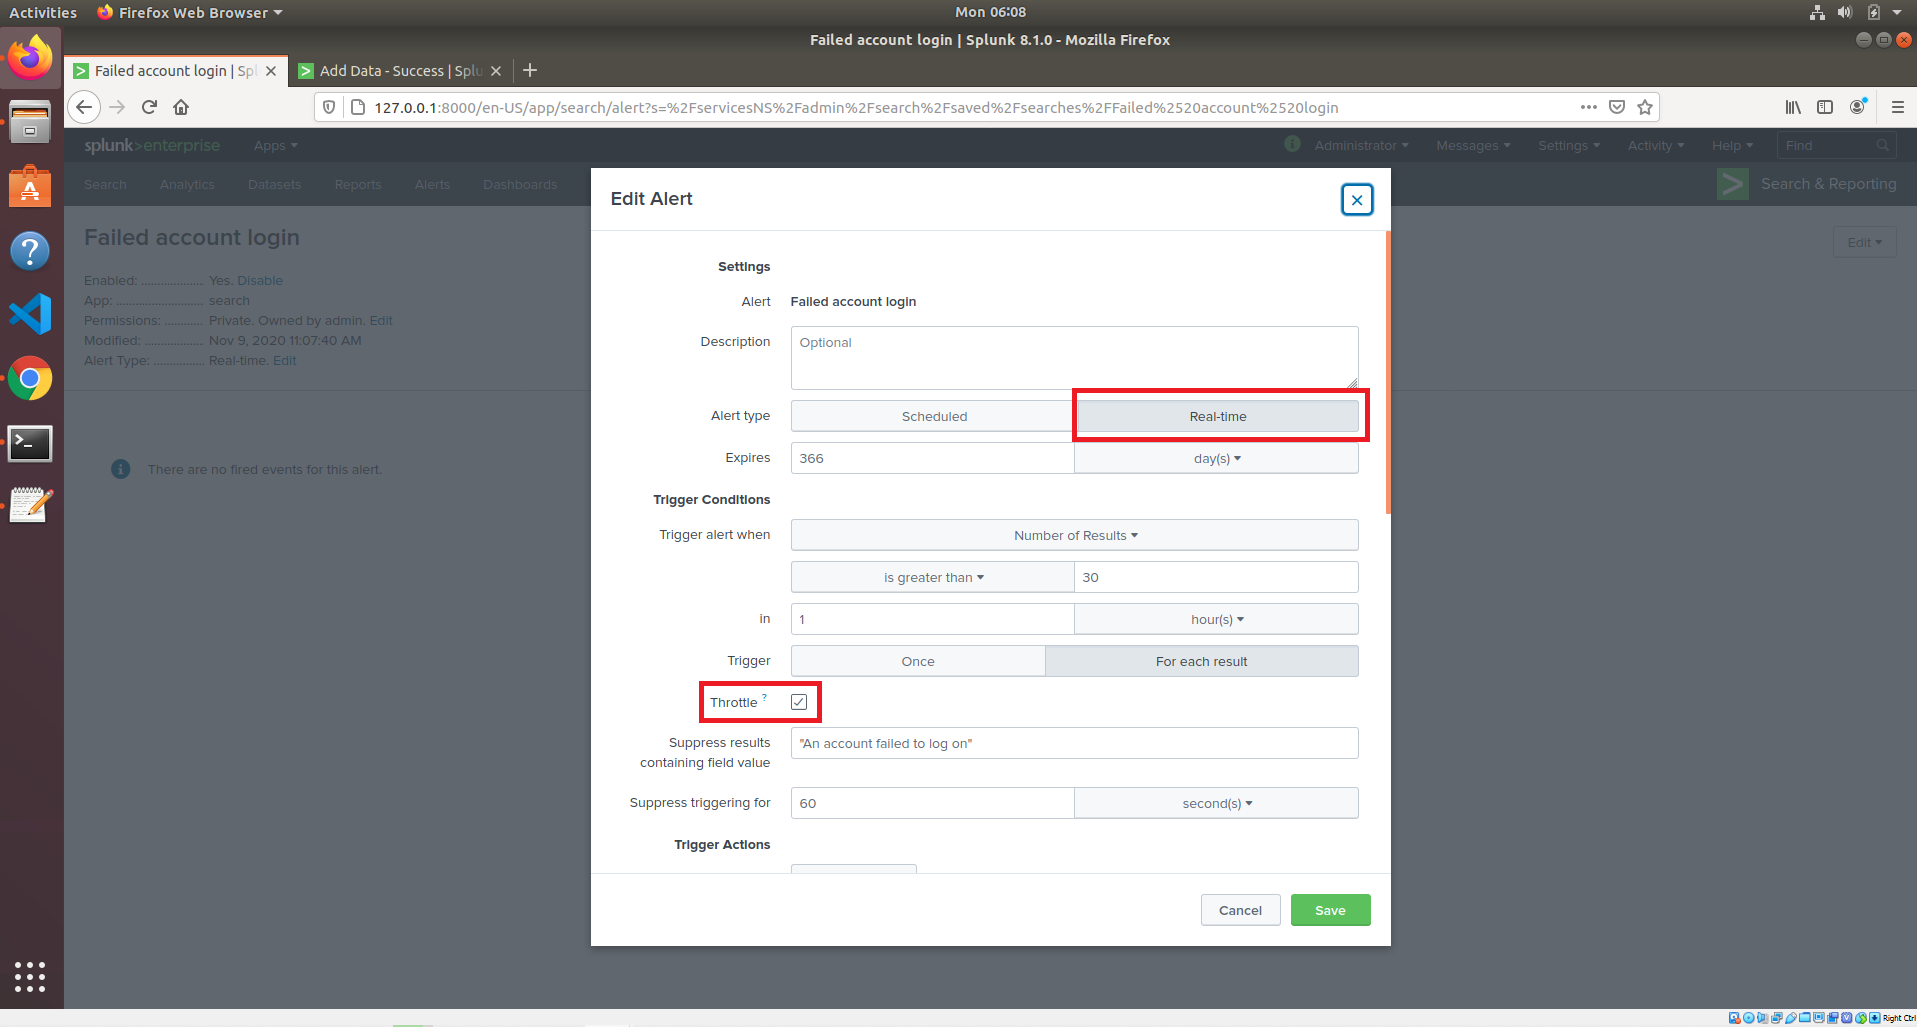 Activities Firefox Web Browser Mon 06:08
Failed account login | Splunk 8.1.0 - Mozilla Firefox
Failed account login | Spl Add Data - Success | Splu
127.0.0.1:8000/en-US/app/search/alert?s=%2FservicesNS%2Fadmin%2Fsearch%2Fsaved%2Fsearches%2FFailed%2520account%2520login
splunk>enterprise Apps Administrator Messages Settings Activity Help Find
Search Analytics Datasets Reports Alerts Dashboards Search & Reporting
Edit Alert
Failed account login
Edit
Enabled: ................... Yes. Disable
App: ........................... search
Permissions: ............ Private. Owned by admin. Edit
Modified: .................. Nov 9, 2020 11:07:40 AM
Alert Type: ................ Real-time. Edit
There are no fired events for this alert.
Settings
Alert Failed account login
Description Optional
Alert type Scheduled Real-time
Expires 366 day(s)
Trigger Conditions
Trigger alert when Number of Results
is greater than 30
in 1 hour(s)
Trigger Once For each result
Throttle ?
Suppress results
containing field value "An account failed to log on"
Suppress triggering for 60 second(s)
Trigger Actions
Cancel Save
Right Ctrl